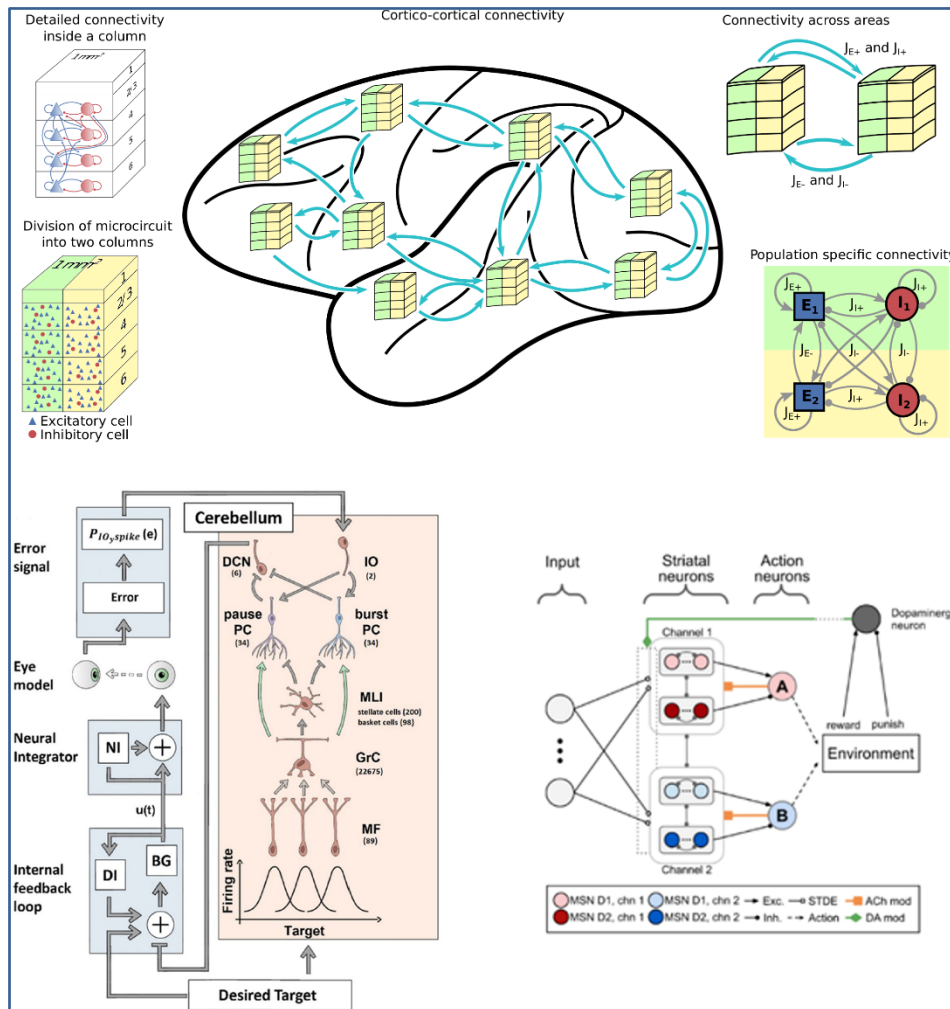 Detailed connectivity
inside a column
1mm²
1
2/3
4
5
6
Cortico-cortical connectivity
Connectivity across areas
J_E+ and J_I+
J_E- and J_I-
Division of microcircuit
into two columns
1mm²
1
2/3
4
5
6
Excitatory cell
Inhibitory cell
Population specific connectivity
J_E+
J_I+
E_1
J_I+
I_1
J_E-
J_I-
J_I-
E_2
J_I+
I_2
J_E+
J_I+
Error
signal
P_IO_spike (e)
Error
Eye
model
Neural
Integrator
NI
+
u(t)
Internal
feedback
loop
DI
BG
+
Desired Target
Cerebellum
DCN
(6)
IO
(2)
pause
PC
(34)
burst
PC
(34)
MLI
stellate cells (200)
basket cells (98)
GrC
(22675)
MF
(89)
Firing rate
Target
Input
Striatal
neurons
Action
neurons
Dopaminerg
neuron
Channel 1
A
reward
punish
Environment
B
Channel 2
MSN D1, chn 1
MSN D1, chn 2
Exc.
STDE
ACh mod
MSN D2, chn 1
MSN D2, chn 2
Inh.
Action
DA mod